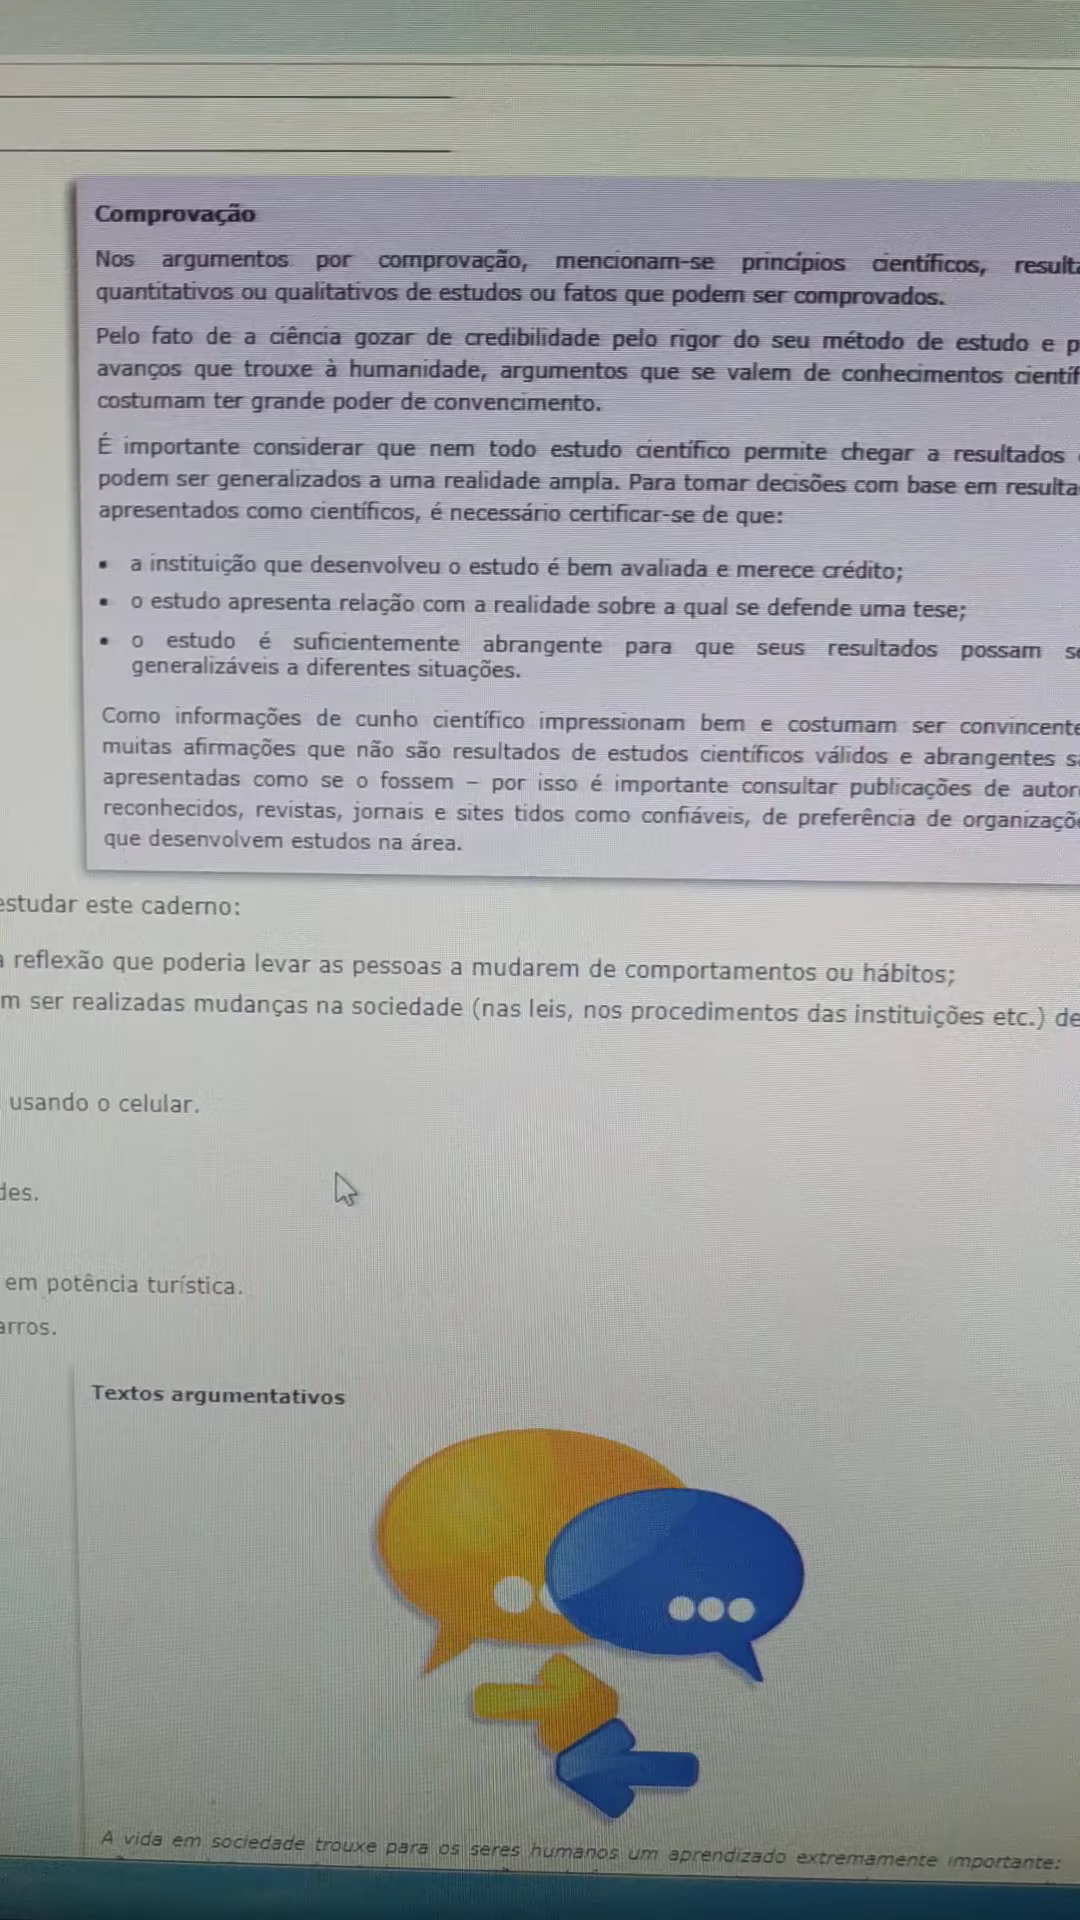 Comprovação
Nos argumentos por comprovação, mencionam-se princípios científicos,
quantitativos ou qualitativos de estudos ou fatos que podem ser comprovados.
Pelo fato de a ciência gozar de credibilidade pelo rigor do seu método de estudo e
avanços que trouxe à humanidade, argumentos que se valem de conhecimentos
costumam ter grande poder de convencimento.
É importante considerar que nem todo estudo científico permite chegar a resultados
podem ser generalizados a uma realidade ampla. Para tomar decisões com base em
apresentados como científicos, é necessário certificar-se de que:
• a instituição que desenvolveu o estudo é bem avaliada e merece crédito;
• o estudo apresenta relação com a realidade sobre a qual se defende uma tese;
• o estudo é suficientemente abrangente para que seus resultados possam
generalizáveis a diferentes situações.
Como informações de cunho científico impressionam bem e costumam ser
muitas afirmações que não são resultados de estudos científicos válidos e abrangentes
apresentadas como se o fossem – por isso é importante consultar publicações de
reconhecidos, revistas, jornais e sites tidos como confiáveis, de preferência de
que desenvolvem estudos na área.
estudar este caderno:
reflexão que poderia levar as pessoas a mudarem de comportamentos ou hábitos;
ser realizadas mudanças na sociedade (nas leis, nos procedimentos das instituições etc.)
usando o celular.
em potência turística.
Textos argumentativos
A vida em sociedade trouxe para os seres humanos um aprendizado extremamente importante: